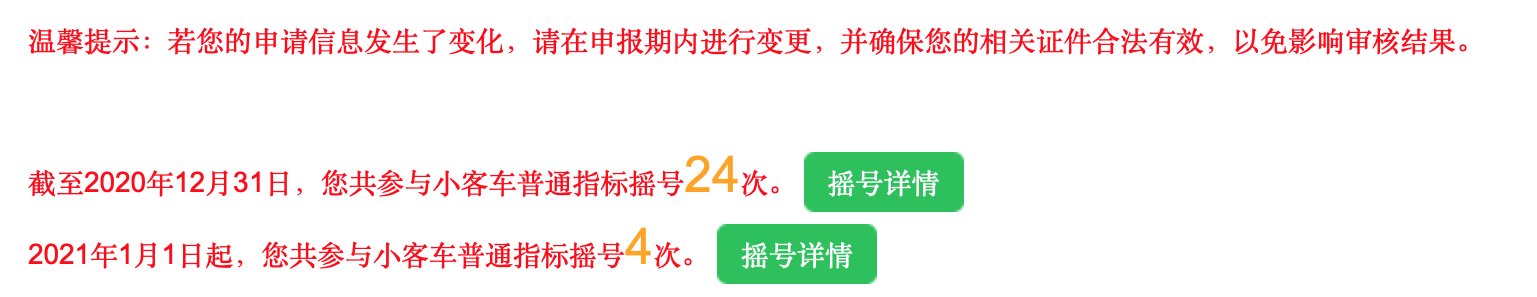 温馨提示：若您的申请信息发生了变化，请在申报期内进行变更，并确保您的相关证件合法有效，以免影响审核结果。
截至2020年12月31日，您共参与小客车普通指标摇号24次。 摇号详情
2021年1月1日起，您共参与小客车普通指标摇号4次。 摇号详情